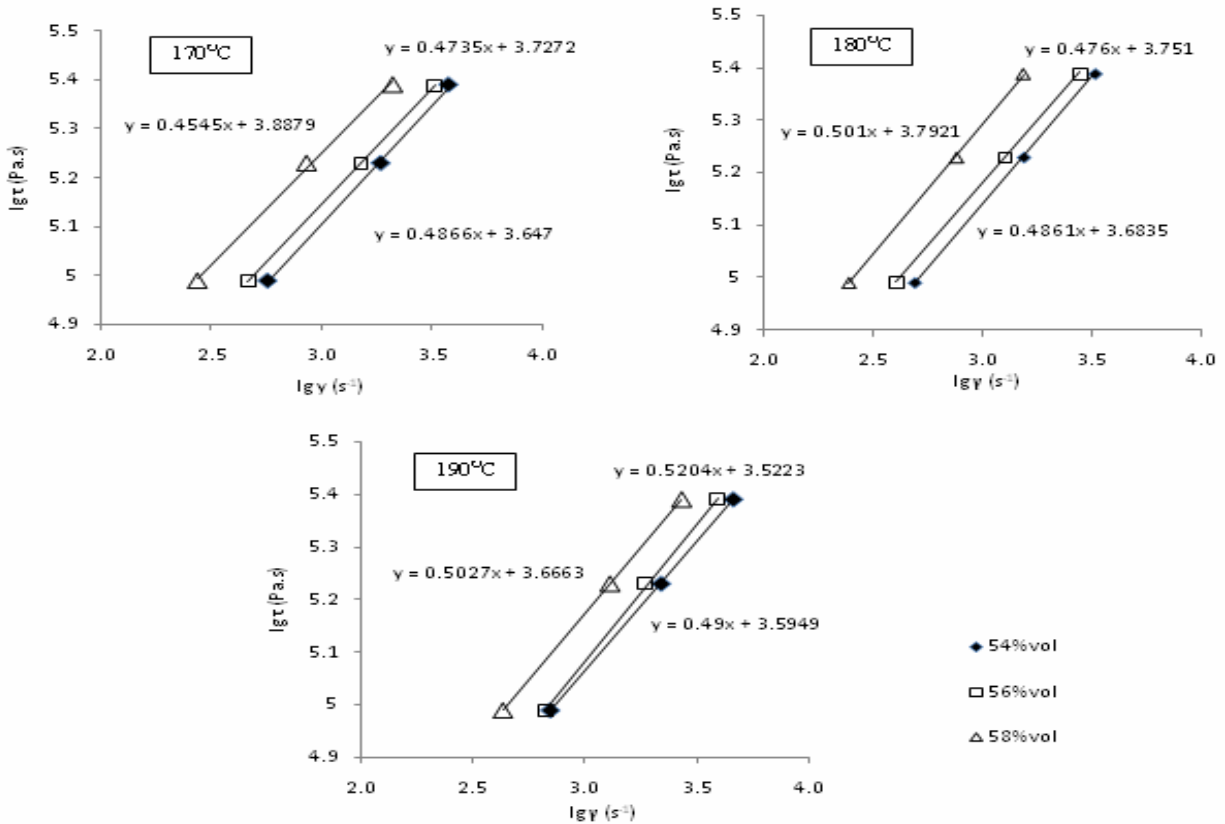 170°C
y = 0.4735x + 3.7272
y = 0.4545x + 3.8879
y = 0.4866x + 3.647
5.5
5.4
5.3
5.2
5.1
5
4.9
lg τ (Pa.s)
2.0 2.5 3.0 3.5 4.0
lg γ (s⁻¹)
180°C
y = 0.476x + 3.751
y = 0.501x + 3.7921
y = 0.4861x + 3.6835
5.5
5.4
5.3
5.2
5.1
5
4.9
lg τ (Pa.s)
2.0 2.5 3.0 3.5 4.0
lg γ (s⁻¹)
190°C
y = 0.5204x + 3.5223
y = 0.5027x + 3.6663
y = 0.49x + 3.5949
5.5
5.4
5.3
5.2
5.1
5
4.9
lg τ (Pa.s)
2.0 2.5 3.0 3.5 4.0
lg γ (s⁻¹)
54%vol
56%vol
58%vol